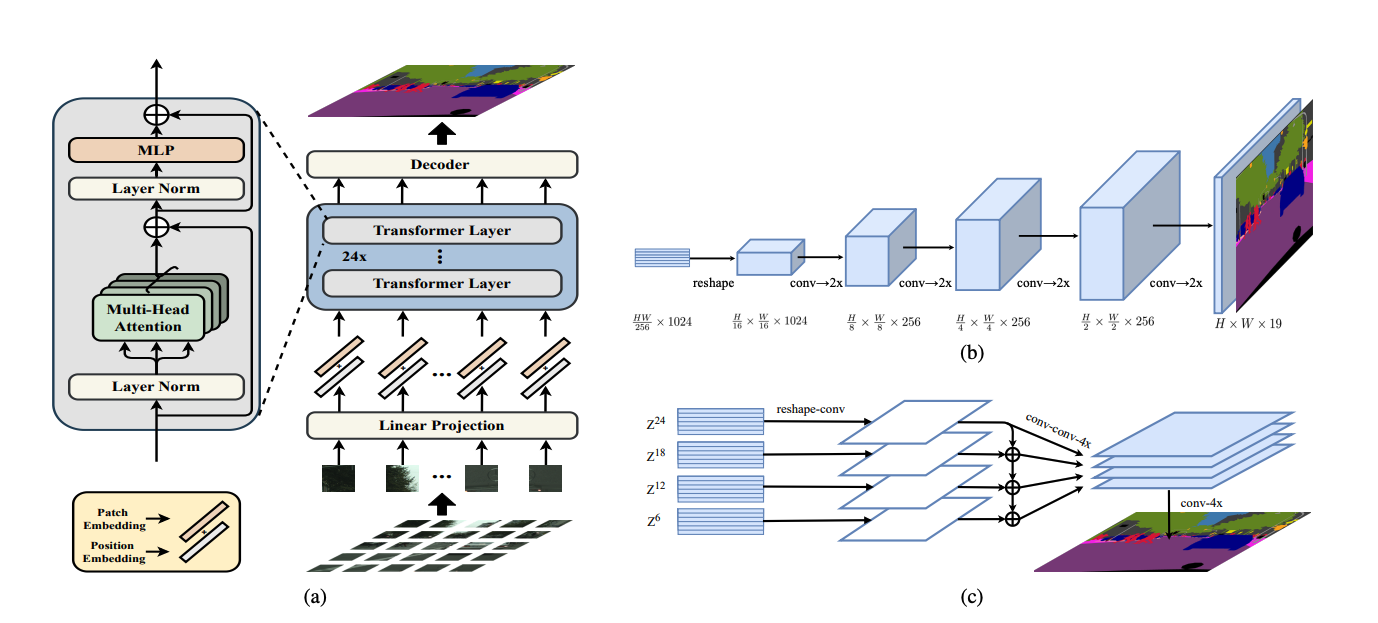 MLP
Layer Norm
Multi-Head
Attention
Layer Norm
Patch
Embedding
Position
Embedding
Decoder
Transformer Layer
24x
Transformer Layer
...
Linear Projection
...
(a)
reshape
conv→2x
conv→2x
conv→2x
conv→2x
HW/256 × 1024
H/16 × W/16 × 1024
H/8 × W/8 × 256
H/4 × W/4 × 256
H/2 × W/2 × 256
H × W × 19
(b)
Z^24
Z^18
Z^12
Z^6
reshape-conv
conv-conv-4x
conv-4x
(c)